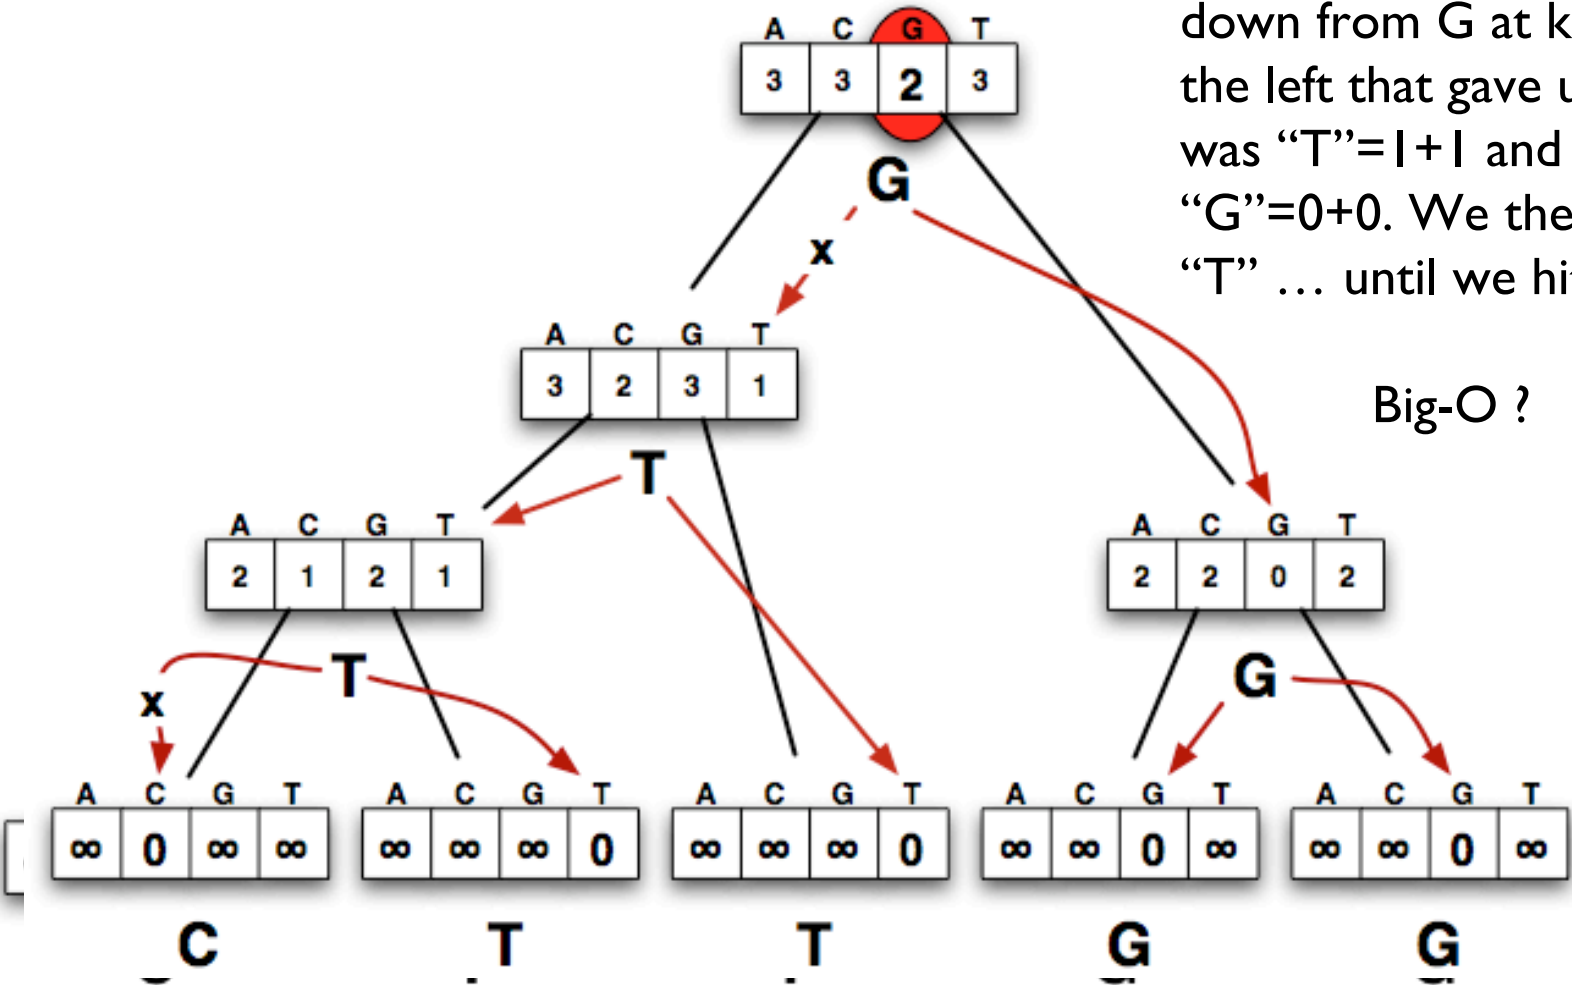 A C G T
3 3 2 3
down from G at k
the left that gave u
was “T”=1+1 and
“G”=0+0. We the
“T” … until we hi
Big-O ?
G
x
A C G T
3 2 3 1
T
A C G T
2 1 2 1
A C G T
2 2 0 2
T
G
x
A C G T
∞ 0 ∞ ∞
A C G T
∞ ∞ ∞ 0
A C G T
∞ ∞ ∞ 0
A C G T
∞ ∞ 0 ∞
A C G T
∞ ∞ 0 ∞
C T T G G